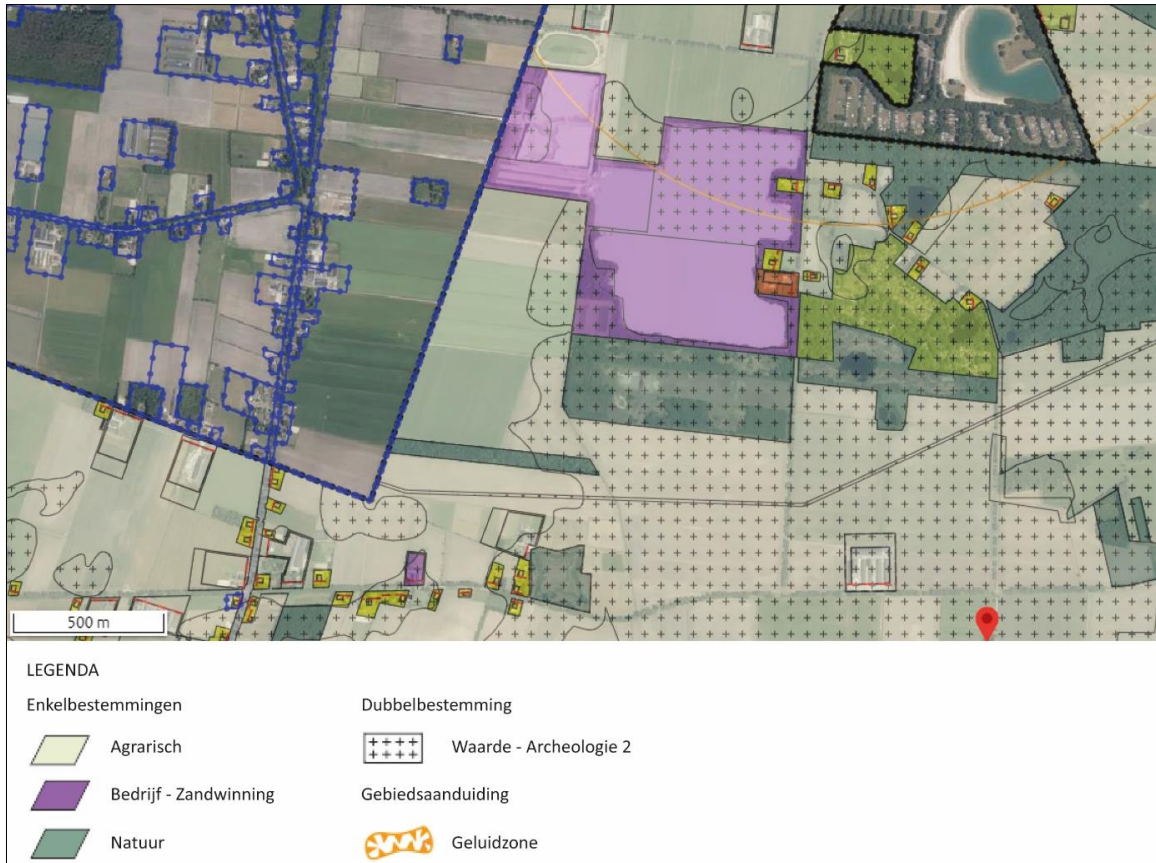 500 m
LEGENDA
Enkelbestemmingen
Dubbelbestemming
Agrarisch
Waarde - Archeologie 2
Bedrijf - Zandwinning
Gebiedsaanduiding
Natuur
Geluidzone